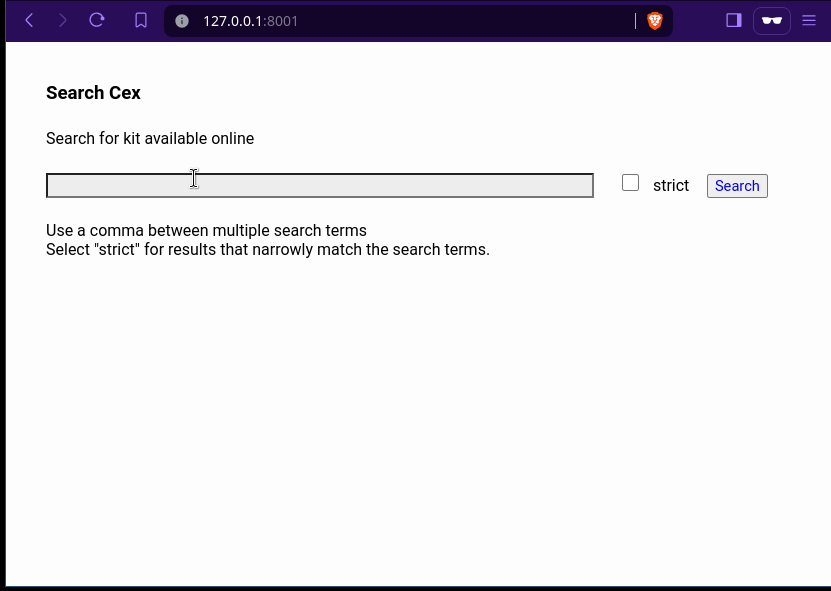 127.0.0.1:8001
Search Cex
Search for kit available online
strict
Search
Use a comma between multiple search terms
Select "strict" for results that narrowly match the search terms.